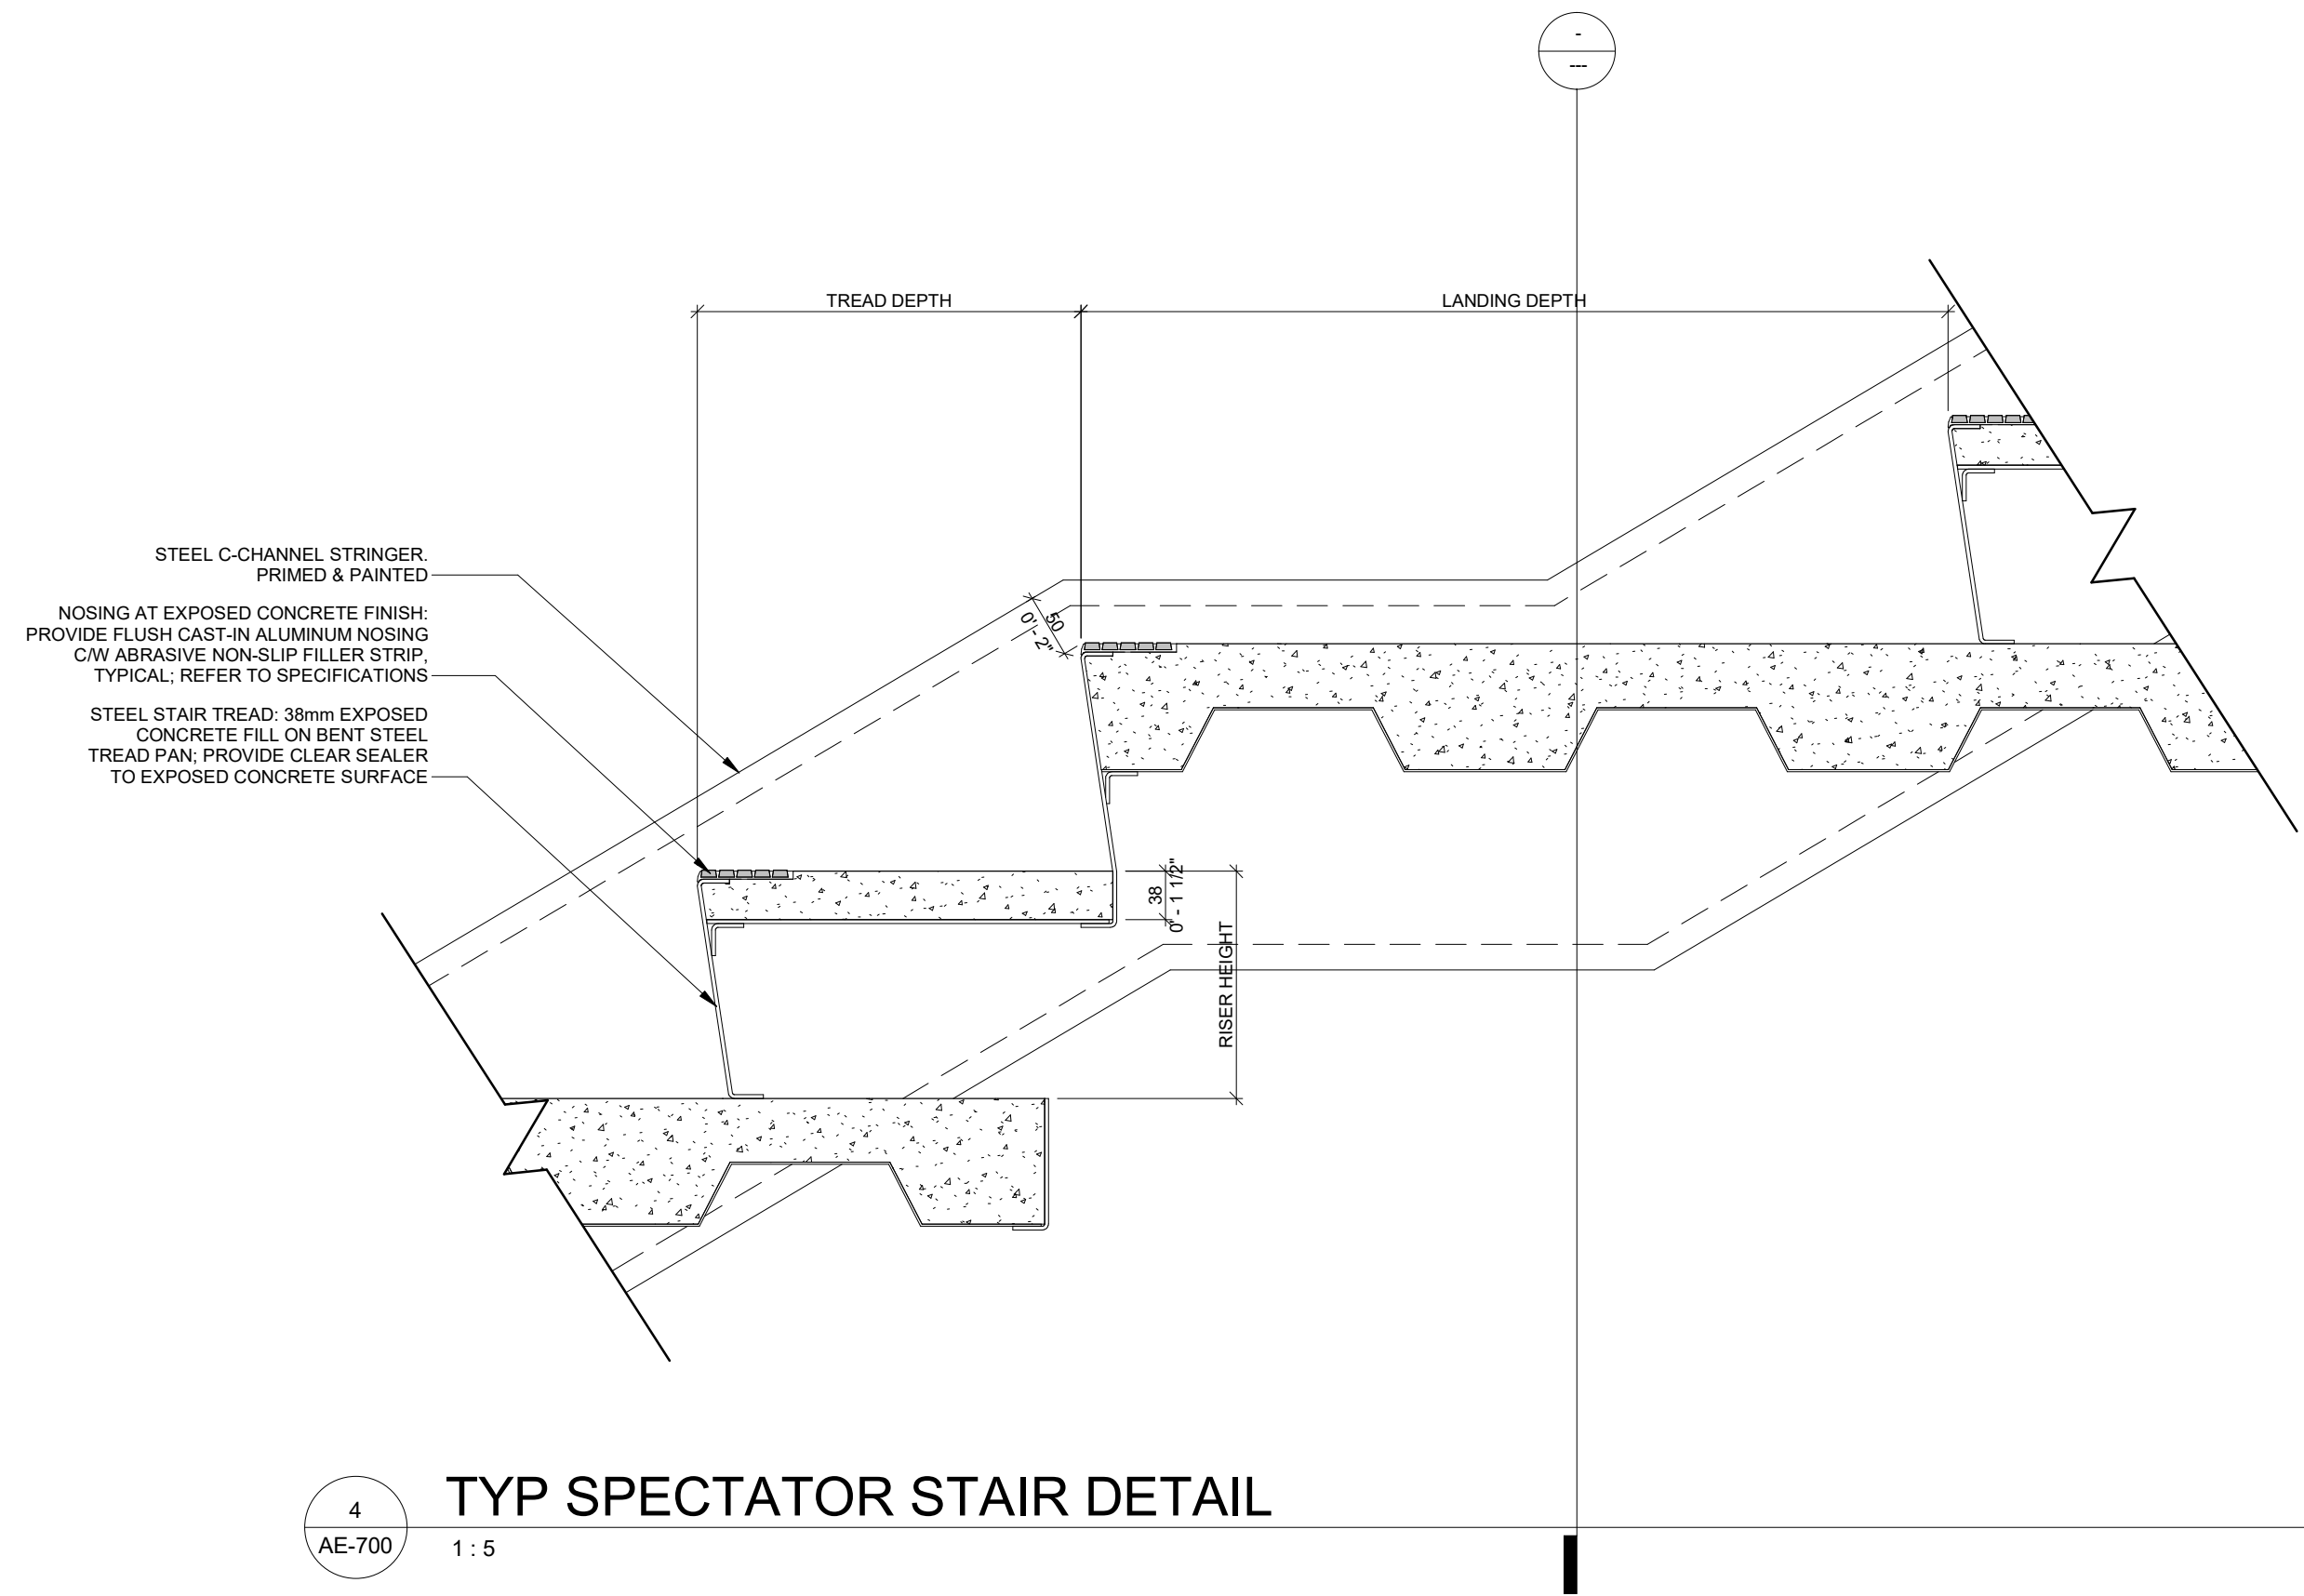 -
---
TREAD DEPTH
LANDING DEPTH
STEEL C-CHANNEL STRINGER.
PRIMED & PAINTED
NOSING AT EXPOSED CONCRETE FINISH:
PROVIDE FLUSH CAST-IN ALUMINUM NOSING
C/W ABRASIVE NON-SLIP FILLER STRIP,
TYPICAL; REFER TO SPECIFICATIONS
STEEL STAIR TREAD: 38mm EXPOSED
CONCRETE FILL ON BENT STEEL
TREAD PAN; PROVIDE CLEAR SEALER
TO EXPOSED CONCRETE SURFACE
50
0' - 2"
38
0' - 1 1/2"
RISER HEIGHT
4
AE-700
TYP SPECTATOR STAIR DETAIL
1 : 5